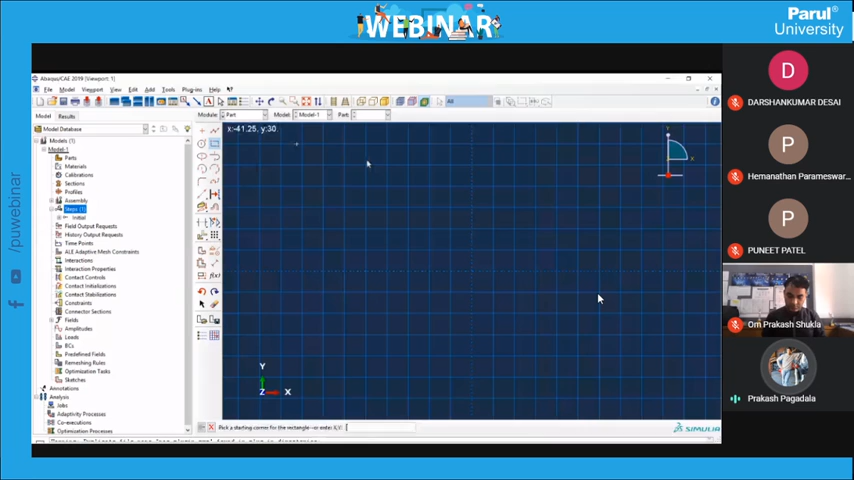 WEBINAR
Parul®
University
Abaqus/CAE 2019 [Viewport: 1]
File Model Viewport View Edit Add Tools Plug-ins Help
All
Model Results
Module: Part Model: Model-1 Part:
Model Database
x:-41.25, y:30
Models (1)
Model-1
Parts
Materials
Calibrations
Sections
Profiles
Assembly
Steps (1)
Initial
Field Output Requests
History Output Requests
Time Points
ALE Adaptive Mesh Constraints
Interactions
Interaction Properties
Contact Controls
Contact Initializations
Contact Stabilizations
Constraints
Connector Sections
Fields
Amplitudes
Loads
BCs
Predefined Fields
Remeshing Rules
Optimization Tasks
Sketches
Annotations
Analysis
Jobs
Adaptivity Processes
Co-executions
Optimization Processes
f(x)
Y
X
Y
Z X
Pick a starting corner for the rectangle--or enter X,Y:
SIMULIA
D
DARSHANKUMAR DESAI
P
Hemanathan Parameswar...
P
PUNEET PATEL
Om Prakash Shukla
Prakash Pagadala
/puwebinar